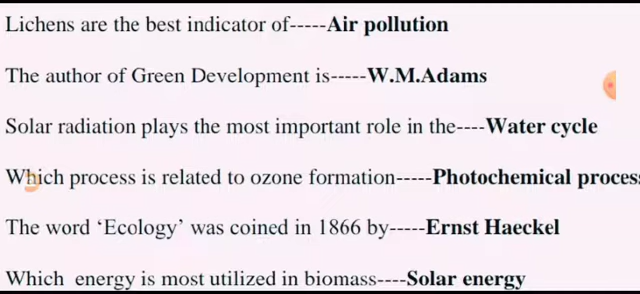 Lichens are the best indicator of-----Air pollution
The author of Green Development is-----W.M.Adams
Solar radiation plays the most important role in the----Water cycle
Which process is related to ozone formation-----Photochemical proces
The word ‘Ecology’ was coined in 1866 by-----Ernst Haeckel
Which energy is most utilized in biomass----Solar energy